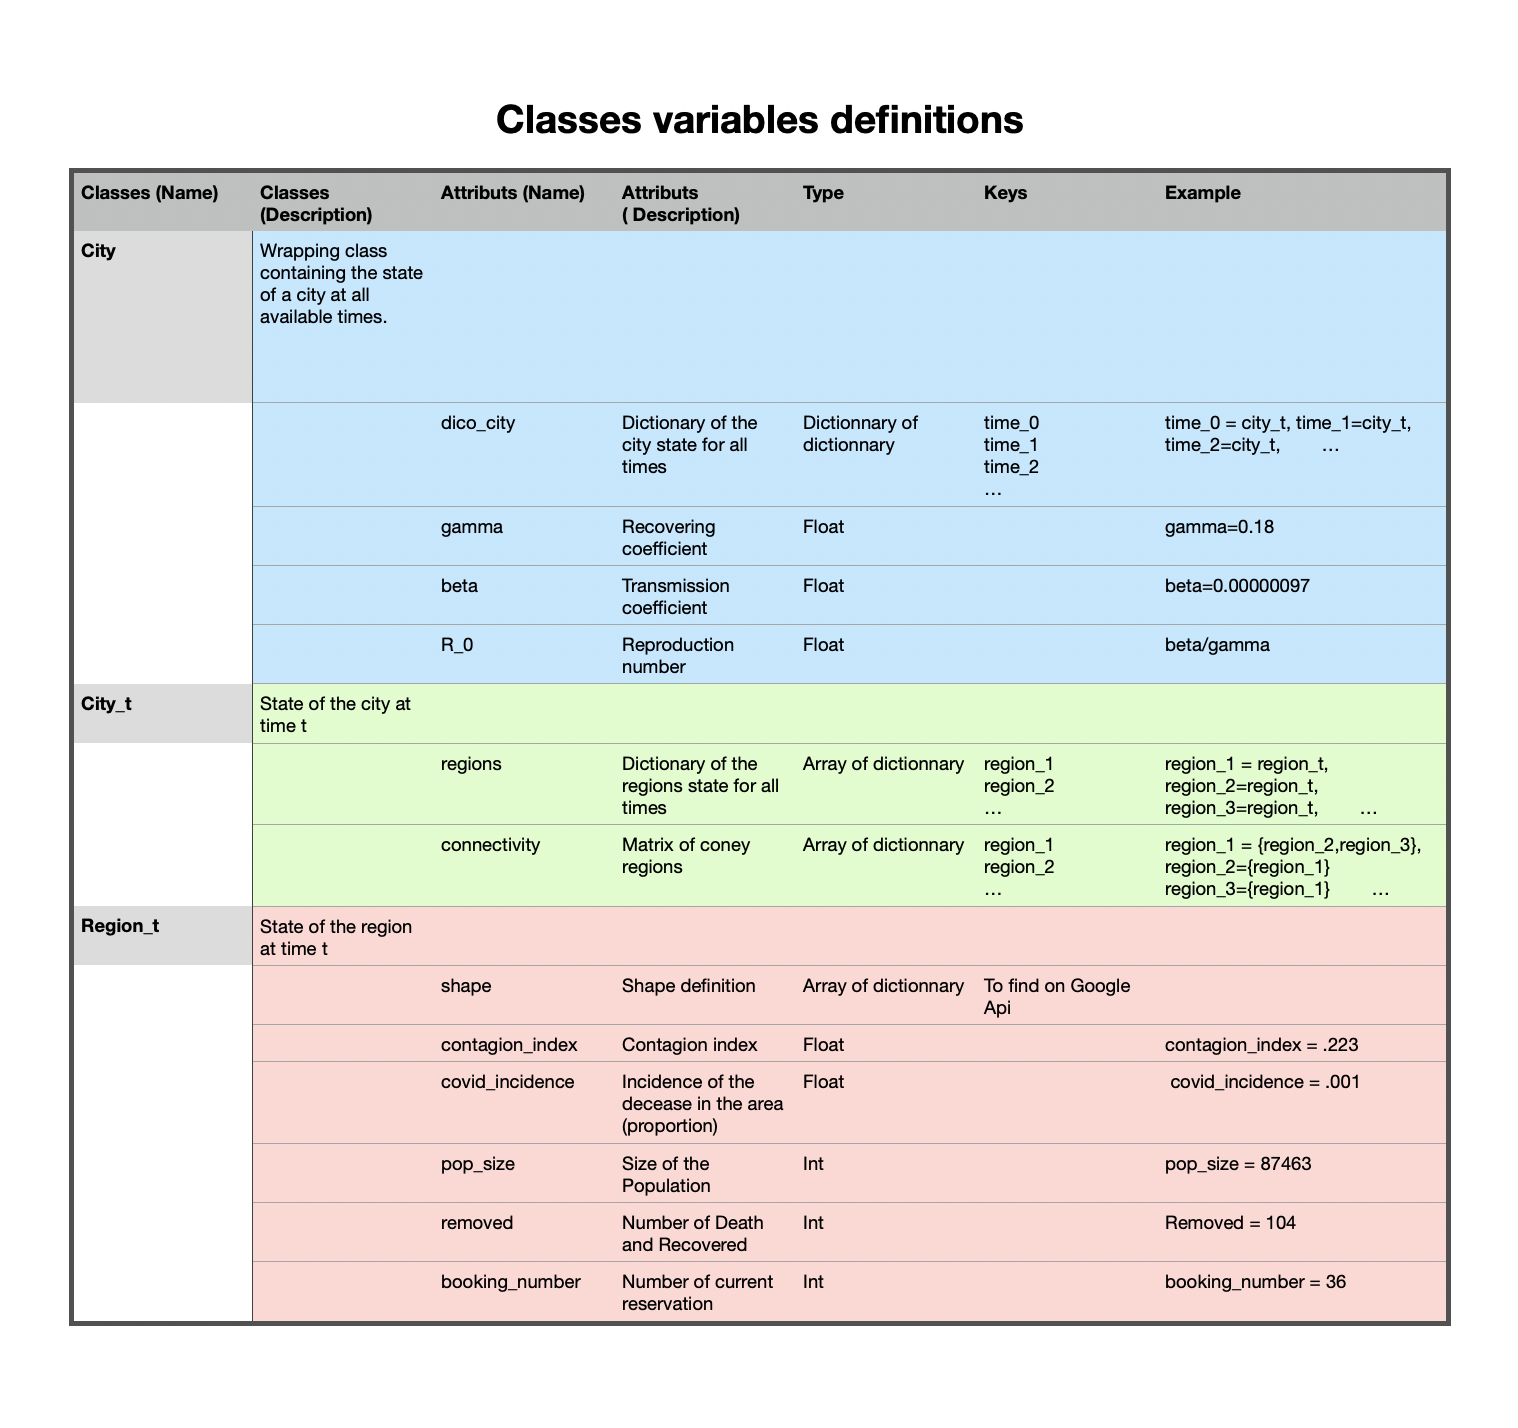 Classes variables definitions
Classes (Name)
Classes
(Description)
Attributs (Name)
Attributs
( Description)
Type
Keys
Example
City
Wrapping class
containing the state
of a city at all
available times.
dico_city
Dictionary of the
city state for all
times
Dictionnary of
dictionnary
time_0
time_1
time_2
…
time_0 = city_t, time_1=city_t,
time_2=city_t, …
gamma
Recovering
coefficient
Float
gamma=0.18
beta
Transmission
coefficient
Float
beta=0.00000097
R_0
Reproduction
number
Float
beta/gamma
City_t
State of the city at
time t
regions
Dictionary of the
regions state for all
times
Array of dictionnary
region_1
region_2
…
region_1 = region_t,
region_2=region_t,
region_3=region_t, …
connectivity
Matrix of coney
regions
Array of dictionnary
region_1
region_2
…
region_1 = {region_2,region_3},
region_2={region_1}
region_3={region_1} …
Region_t
State of the region
at time t
shape
Shape definition
Array of dictionnary
To find on Google
Api
contagion_index
Contagion index
Float
contagion_index = .223
covid_incidence
Incidence of the
decease in the area
(proportion)
Float
covid_incidence = .001
pop_size
Size of the
Population
Int
pop_size = 87463
removed
Number of Death
and Recovered
Int
Removed = 104
booking_number
Number of current
reservation
Int
booking_number = 36